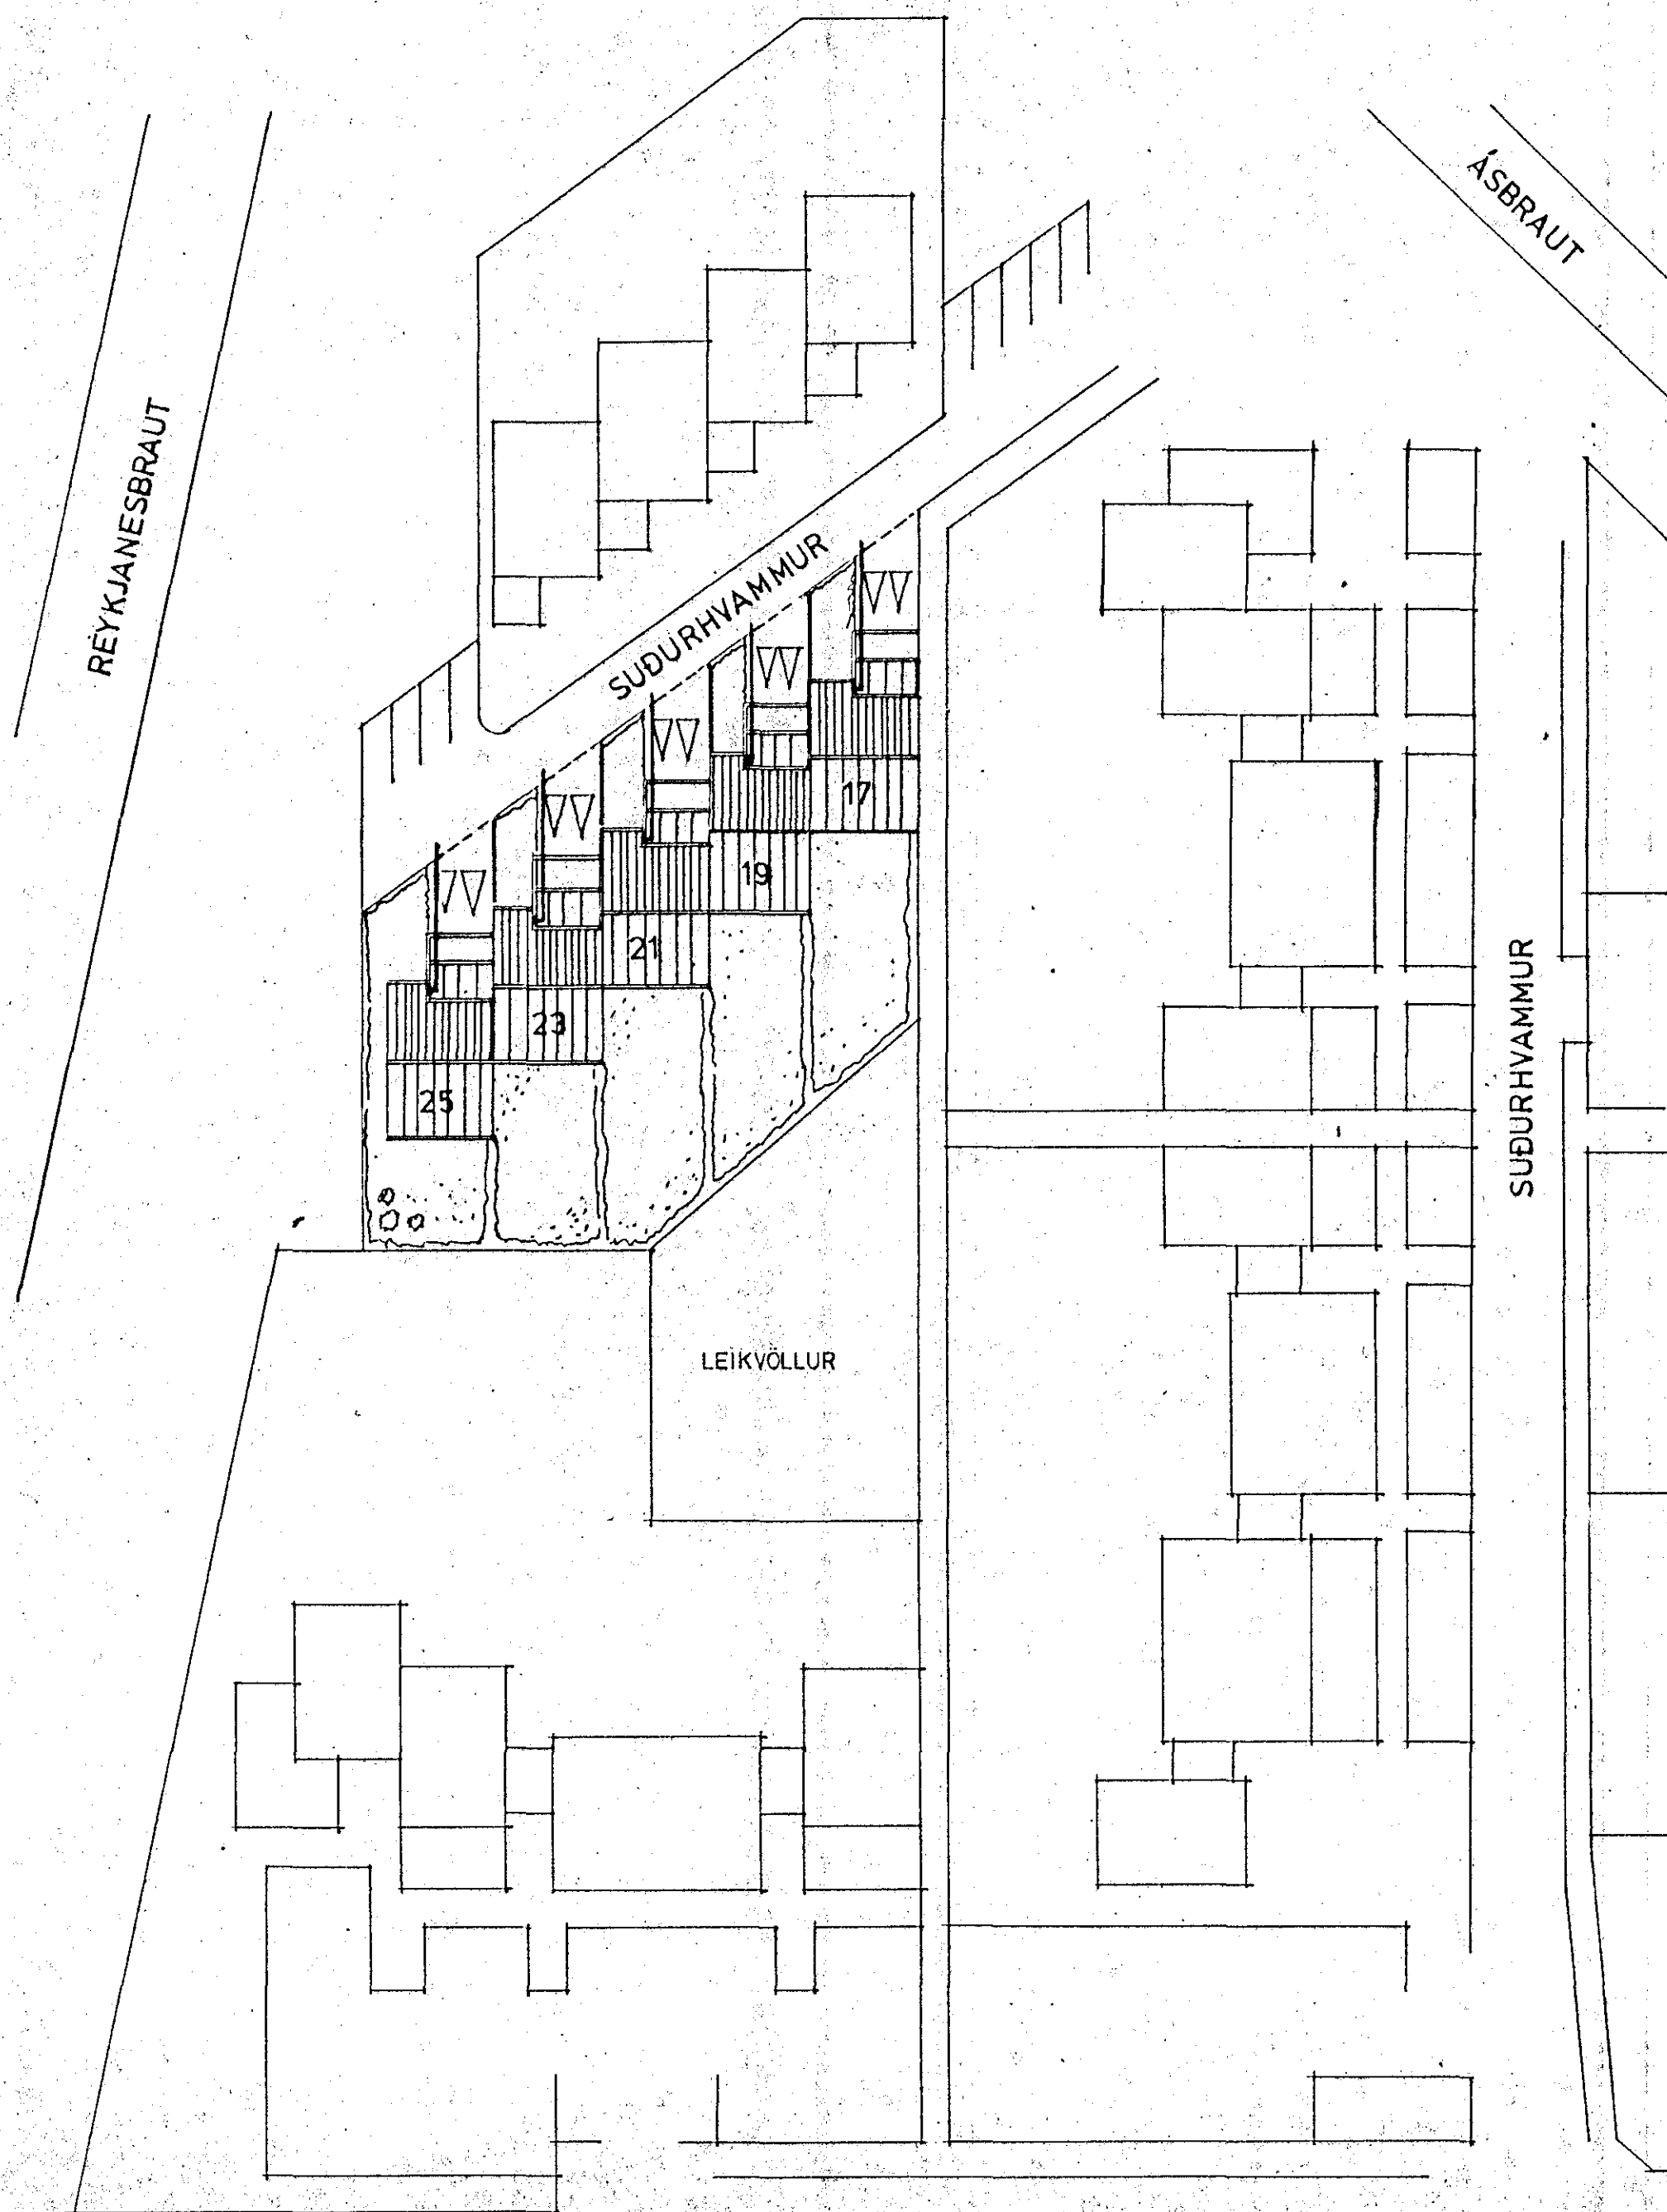 ÁSBRAUT
REYKJANESBRAUT
SUÐURHVAMMUR
17
19
21
23
25
SUÐURHVAMMUR
LEIKVÖLLUR